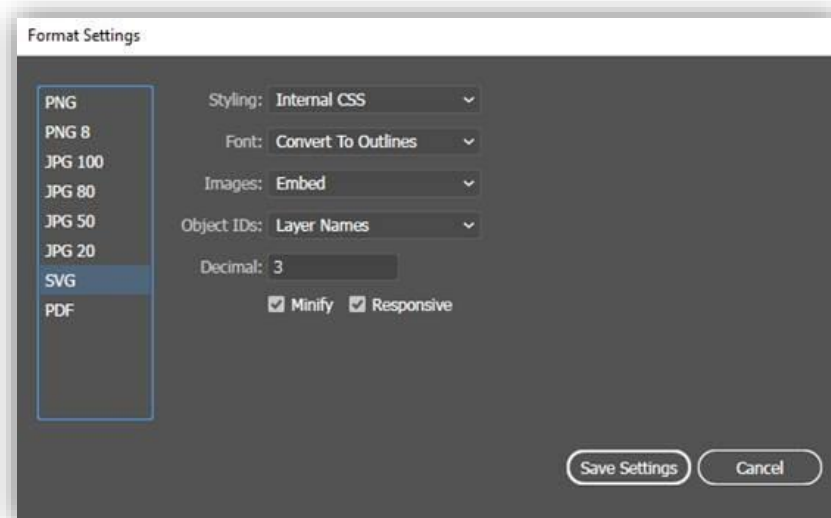 Format Settings
PNG
PNG 8
JPG 100
JPG 80
JPG 50
JPG 20
SVG
PDF
Styling: Internal CSS
Font: Convert To Outlines
Images: Embed
Object IDs: Layer Names
Decimal: 3
Minify Responsive
Save Settings Cancel